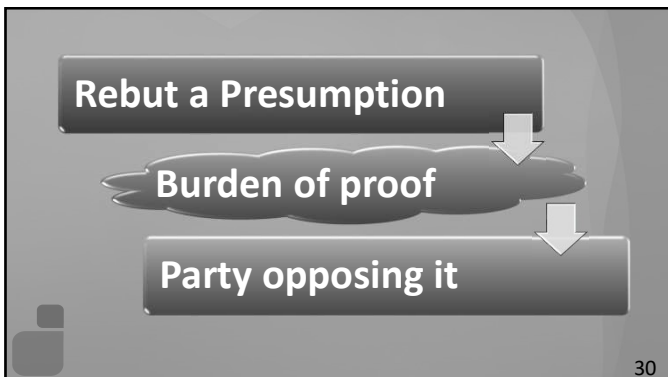 Rebut a Presumption
Burden of proof
Party opposing it
30